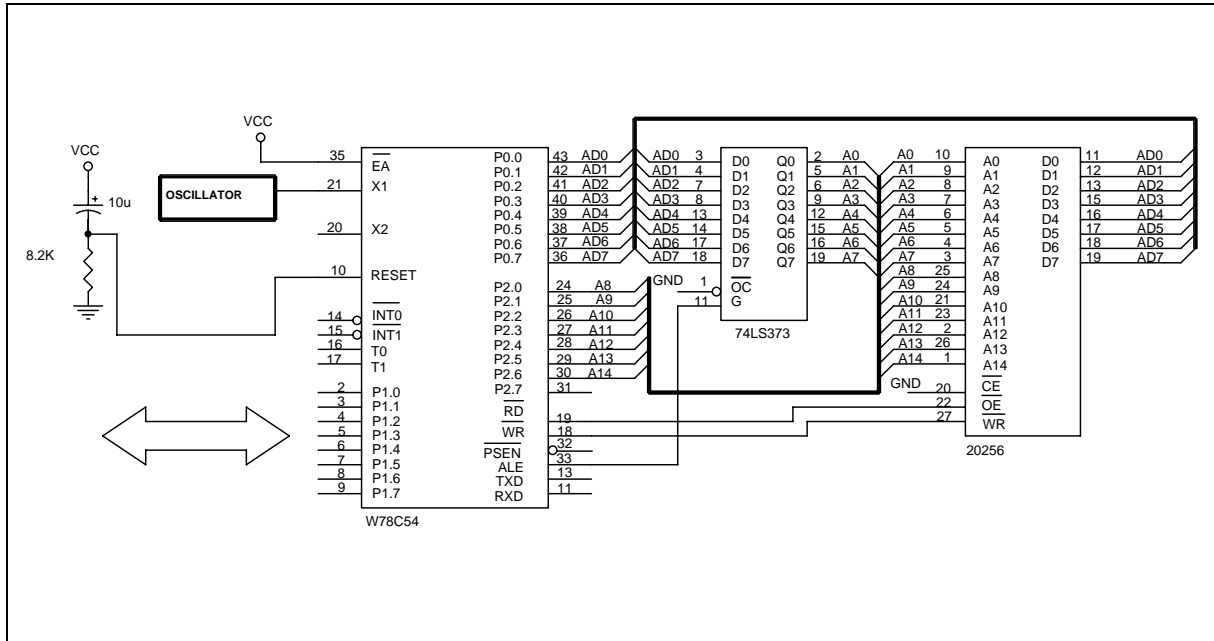 VCC
VCC
10u
8.2K
OSCILLATOR
35 EA
21 X1
20 X2
10 RESET
14 INT0
15 INT1
16 T0
17 T1
2 P1.0
3 P1.1
4 P1.2
5 P1.3
6 P1.4
7 P1.5
8 P1.6
9 P1.7
P0.0 43 AD0
P0.1 42 AD1
P0.2 41 AD2
P0.3 40 AD3
P0.4 39 AD4
P0.5 38 AD5
P0.6 37 AD6
P0.7 36 AD7
P2.0 24 A8
P2.1 25 A9
P2.2 26 A10
P2.3 27 A11
P2.4 28 A12
P2.5 29 A13
P2.6 30 A14
P2.7 31
RD 19
WR 18
PSEN 32
ALE 33
TXD 13
RXD 11
W78C54
AD0 3 D0 Q0 2 A0
AD1 4 D1 Q1 5 A1
AD2 7 D2 Q2 6 A2
AD3 8 D3 Q3 9 A3
AD4 13 D4 Q4 12 A4
AD5 14 D5 Q5 15 A5
AD6 17 D6 Q6 16 A6
AD7 18 D7 Q7 19 A7
GND 1 OC
11 G
74LS373
A0 10 A0 D0 11 AD0
A1 9 A1 D1 12 AD1
A2 8 A2 D2 13 AD2
A3 7 A3 D3 15 AD3
A4 6 A4 D4 16 AD4
A5 5 A5 D5 17 AD5
A6 4 A6 D6 18 AD6
A7 3 A7 D7 19 AD7
A8 25 A8
A9 24 A9
A10 21 A10
A11 23 A11
A12 2 A12
A13 26 A13
A14 1 A14
GND 20 CE
22 OE
27 WR
20256